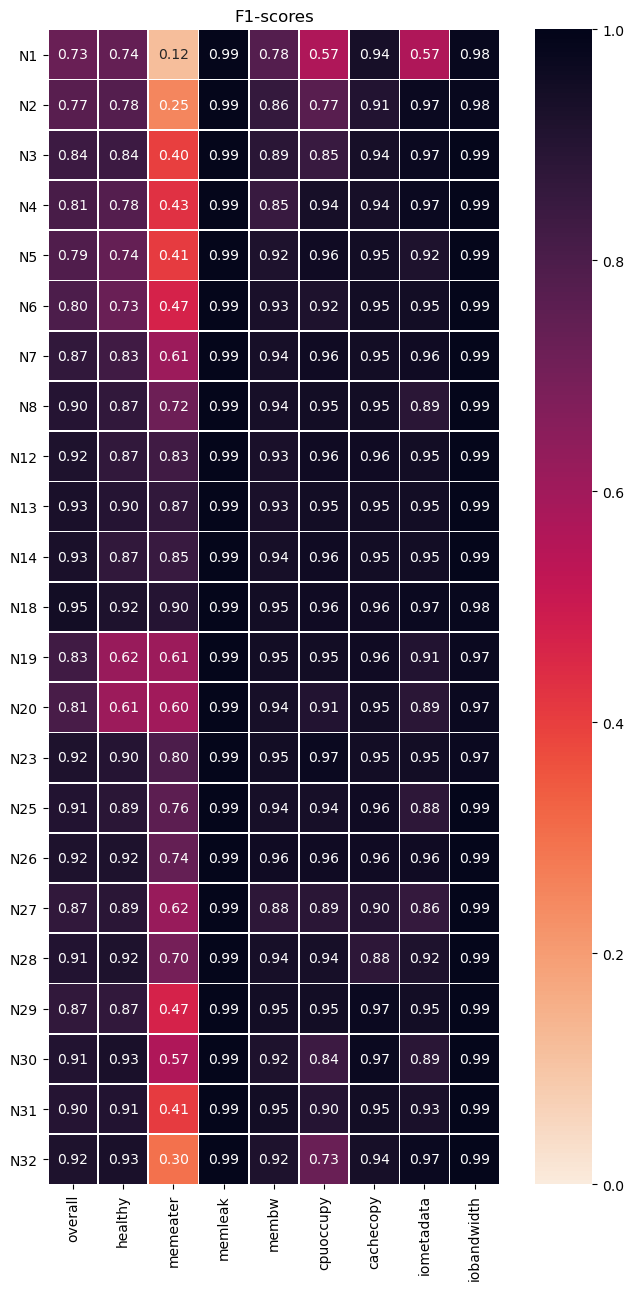 F1-scores
N1 0.73 0.74 0.12 0.99 0.78 0.57 0.94 0.57 0.98
N2 0.77 0.78 0.25 0.99 0.86 0.77 0.91 0.97 0.98
N3 0.84 0.84 0.40 0.99 0.89 0.85 0.94 0.97 0.99
N4 0.81 0.78 0.43 0.99 0.85 0.94 0.94 0.97 0.99
N5 0.79 0.74 0.41 0.99 0.92 0.96 0.95 0.92 0.99
N6 0.80 0.73 0.47 0.99 0.93 0.92 0.95 0.95 0.99
N7 0.87 0.83 0.61 0.99 0.94 0.96 0.95 0.96 0.99
N8 0.90 0.87 0.72 0.99 0.94 0.95 0.95 0.89 0.99
N12 0.92 0.87 0.83 0.99 0.93 0.96 0.96 0.95 0.99
N13 0.93 0.90 0.87 0.99 0.93 0.95 0.95 0.95 0.99
N14 0.93 0.87 0.85 0.99 0.94 0.96 0.95 0.95 0.99
N18 0.95 0.92 0.90 0.99 0.95 0.96 0.96 0.97 0.98
N19 0.83 0.62 0.61 0.99 0.95 0.95 0.96 0.91 0.97
N20 0.81 0.61 0.60 0.99 0.94 0.91 0.95 0.89 0.97
N23 0.92 0.90 0.80 0.99 0.95 0.97 0.95 0.95 0.97
N25 0.91 0.89 0.76 0.99 0.94 0.94 0.96 0.88 0.99
N26 0.92 0.92 0.74 0.99 0.96 0.96 0.96 0.96 0.99
N27 0.87 0.89 0.62 0.99 0.88 0.89 0.90 0.86 0.99
N28 0.91 0.92 0.70 0.99 0.94 0.94 0.88 0.92 0.99
N29 0.87 0.87 0.47 0.99 0.95 0.95 0.97 0.95 0.99
N30 0.91 0.93 0.57 0.99 0.92 0.84 0.97 0.89 0.99
N31 0.90 0.91 0.41 0.99 0.95 0.90 0.95 0.93 0.99
N32 0.92 0.93 0.30 0.99 0.92 0.73 0.94 0.97 0.99
overall healthy memeater memleak membw cpuoccupy cachecopy iometadata iobandwidth
1.0
0.8
0.6
0.4
0.2
0.0